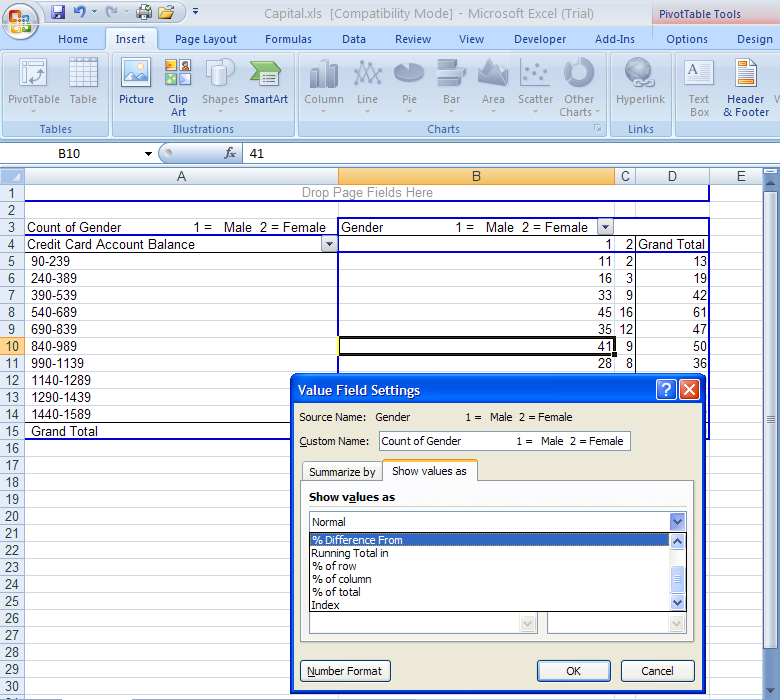 Capital.xls [Compatibility Mode] - Microsoft Excel (Trial) PivotTable Tools
Home Insert Page Layout Formulas Data Review View Developer Add-Ins Options Design
PivotTable Table Picture Clip Art Shapes SmartArt Column Line Pie Bar Area Scatter Other Charts Hyperlink Text Box Header & Footer W
Tables Illustrations Charts Links
B10 fx 41
A B C D E
1 Drop Page Fields Here
2
3 Count of Gender 1 = Male 2 = Female Gender 1 = Male 2 = Female
4 Credit Card Account Balance 1 2 Grand Total
5 90-239 11 2 13
6 240-389 16 3 19
7 390-539 33 9 42
8 540-689 45 16 61
9 690-839 35 12 47
10 840-989 41 9 50
11 990-1139 28 8 36
12 1140-1289
13 1290-1439
14 1440-1589
15 Grand Total
16
17
18
19
20
21
22
23
24
25
26
27
28
29
30
Value Field Settings ?
Source Name: Gender 1 = Male 2 = Female
Custom Name: Count of Gender 1 = Male 2 = Female
Summarize by Show values as
Show values as
Normal
% Difference From
Running Total in
% of row
% of column
% of total
Index
Number Format OK Cancel